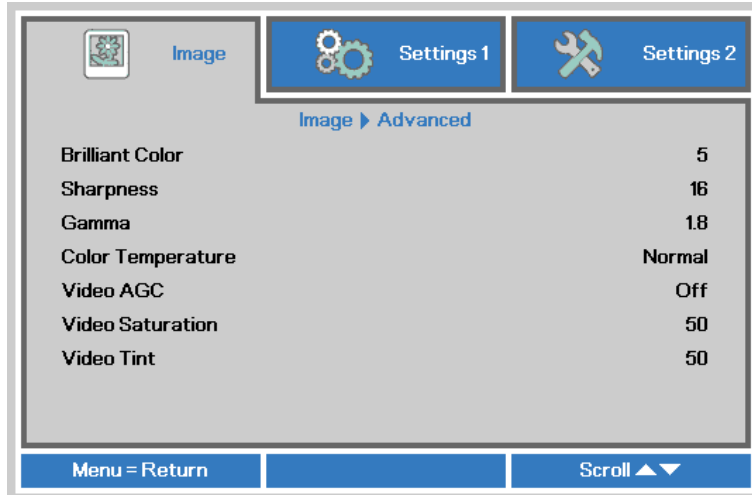 Image Settings 1 Settings 2
Image ▶ Advanced
Brilliant Color 5
Sharpness 16
Gamma 1.8
Color Temperature Normal
Video AGC Off
Video Saturation 50
Video Tint 50
Menu = Return Scroll ▲▼